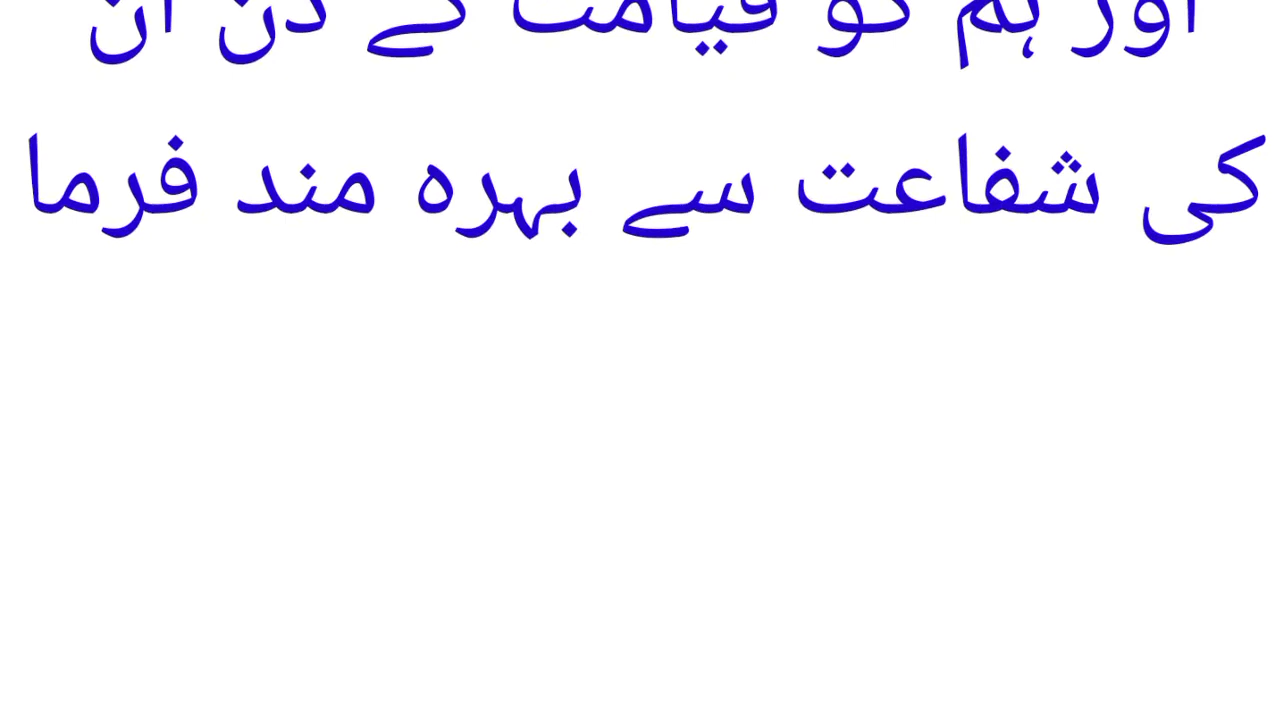 اور ہم کو قیامت کے دن ان
کی شفاعت سے بہرہ مند فرما